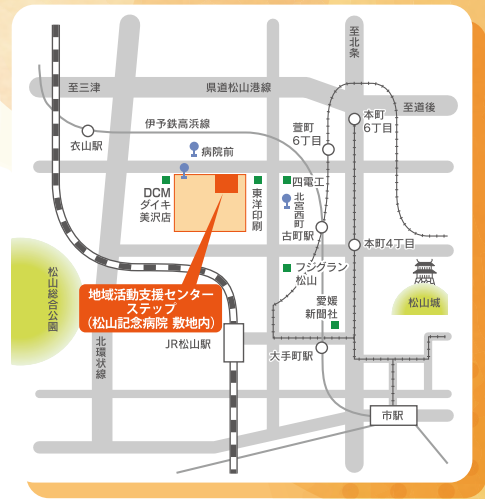 至北条
至三津
県道松山港線
至道後
伊予鉄高浜線
衣山駅
萱町
6丁目
本町
6丁目
病院前
DCM
ダイキ
美沢店
東洋印刷
四電工
北宮西町
古町駅
本町4丁目
フジグラン
松山
松山総合公園
地域活動支援センター
ステップ
(松山記念病院 敷地内)
愛媛
新聞社
松山城
北環状線
JR松山駅
大手町駅
市駅